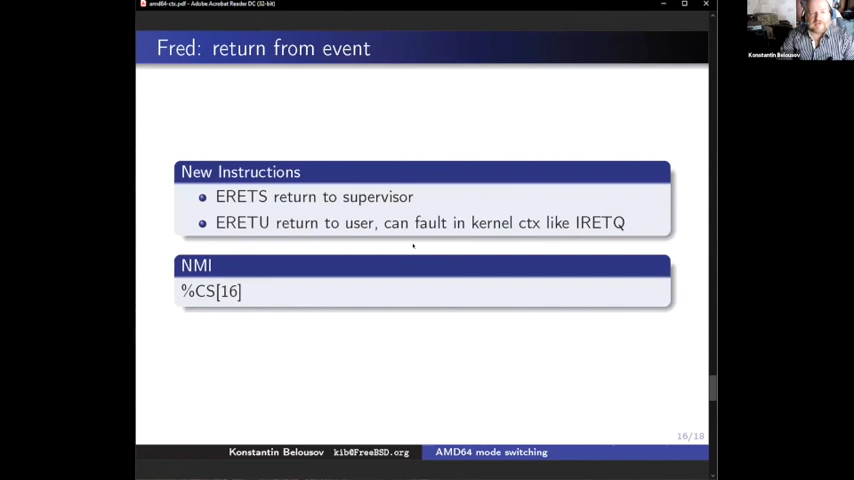 amd64-ctx.pdf - Adobe Acrobat Reader DC (32-bit)
Fred: return from event
New Instructions
ERETS return to supervisor
ERETU return to user, can fault in kernel ctx like IRETQ
NMI
%CS[16]
16/18
Konstantin Belousov kib@FreeBSD.org AMD64 mode switching
Konstantin Belousov